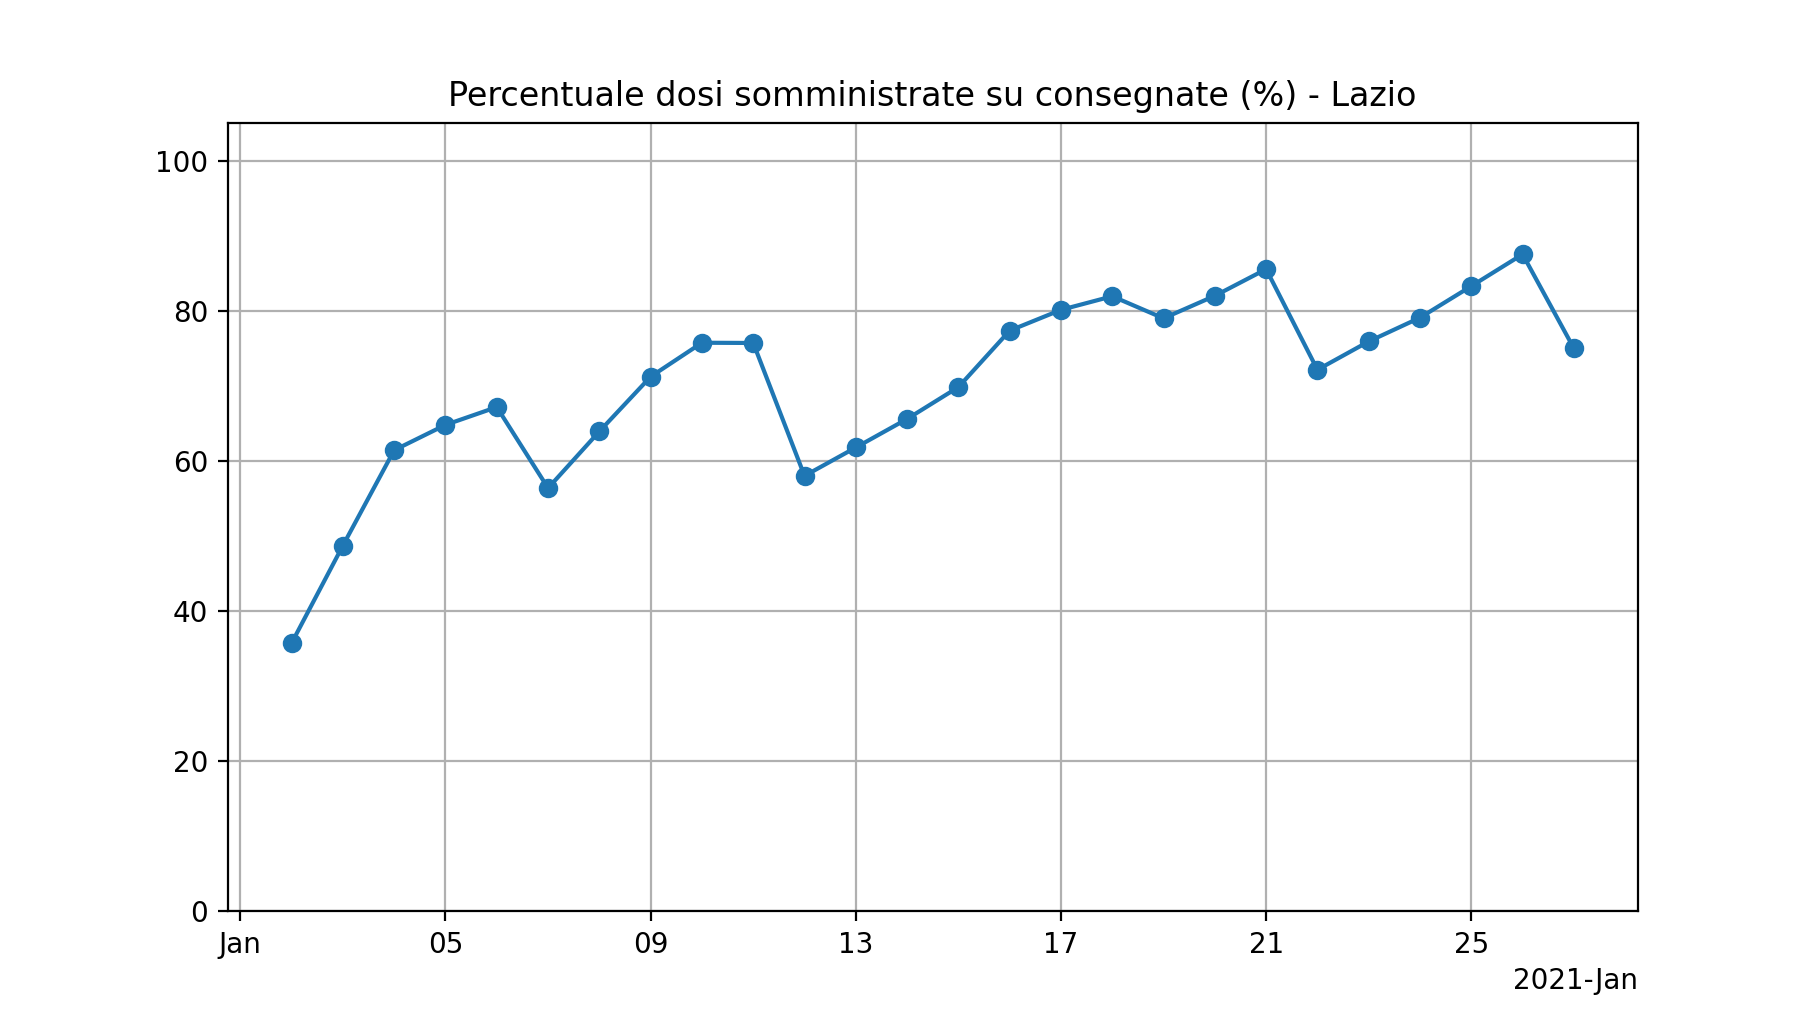 Percentuale dosi somministrate su consegnate (%) - Lazio
100
80
60
40
20
0
Jan 05 09 13 17 21 25
2021-Jan